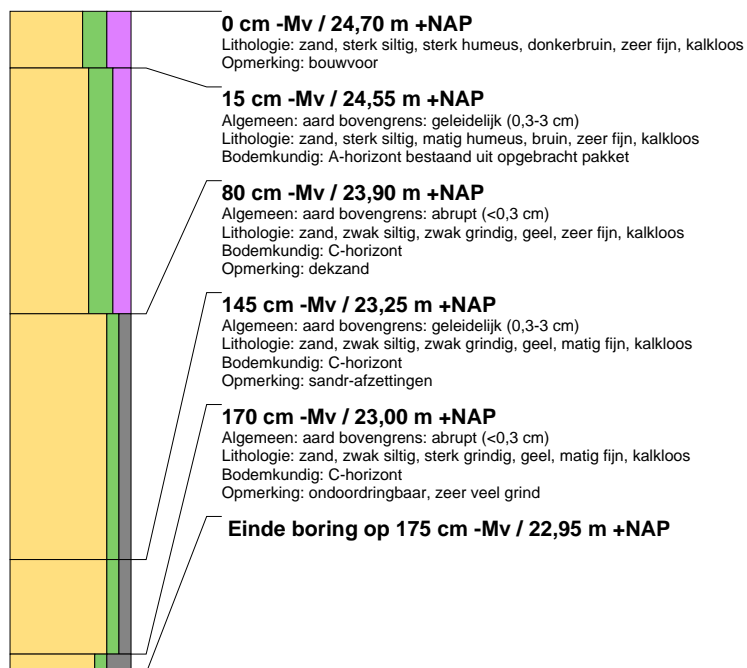 0 cm -Mv / 24,70 m +NAP
Lithologie: zand, sterk siltig, sterk humeus, donkerbruin, zeer fijn, kalkloos
Opmerking: bouwvoor
15 cm -Mv / 24,55 m +NAP
Algemeen: aard bovengrens: geleidelijk (0,3-3 cm)
Lithologie: zand, sterk siltig, matig humeus, bruin, zeer fijn, kalkloos
Bodemkundig: A-horizont bestaand uit opgebracht pakket
80 cm -Mv / 23,90 m +NAP
Algemeen: aard bovengrens: abrupt (<0,3 cm)
Lithologie: zand, zwak siltig, zwak grindig, geel, zeer fijn, kalkloos
Bodemkundig: C-horizont
Opmerking: dekzand
145 cm -Mv / 23,25 m +NAP
Algemeen: aard bovengrens: geleidelijk (0,3-3 cm)
Lithologie: zand, zwak siltig, zwak grindig, geel, matig fijn, kalkloos
Bodemkundig: C-horizont
Opmerking: sandr-afzettingen
170 cm -Mv / 23,00 m +NAP
Algemeen: aard bovengrens: abrupt (<0,3 cm)
Lithologie: zand, zwak siltig, sterk grindig, geel, matig fijn, kalkloos
Bodemkundig: C-horizont
Opmerking: ondoordringbaar, zeer veel grind
Einde boring op 175 cm -Mv / 22,95 m +NAP